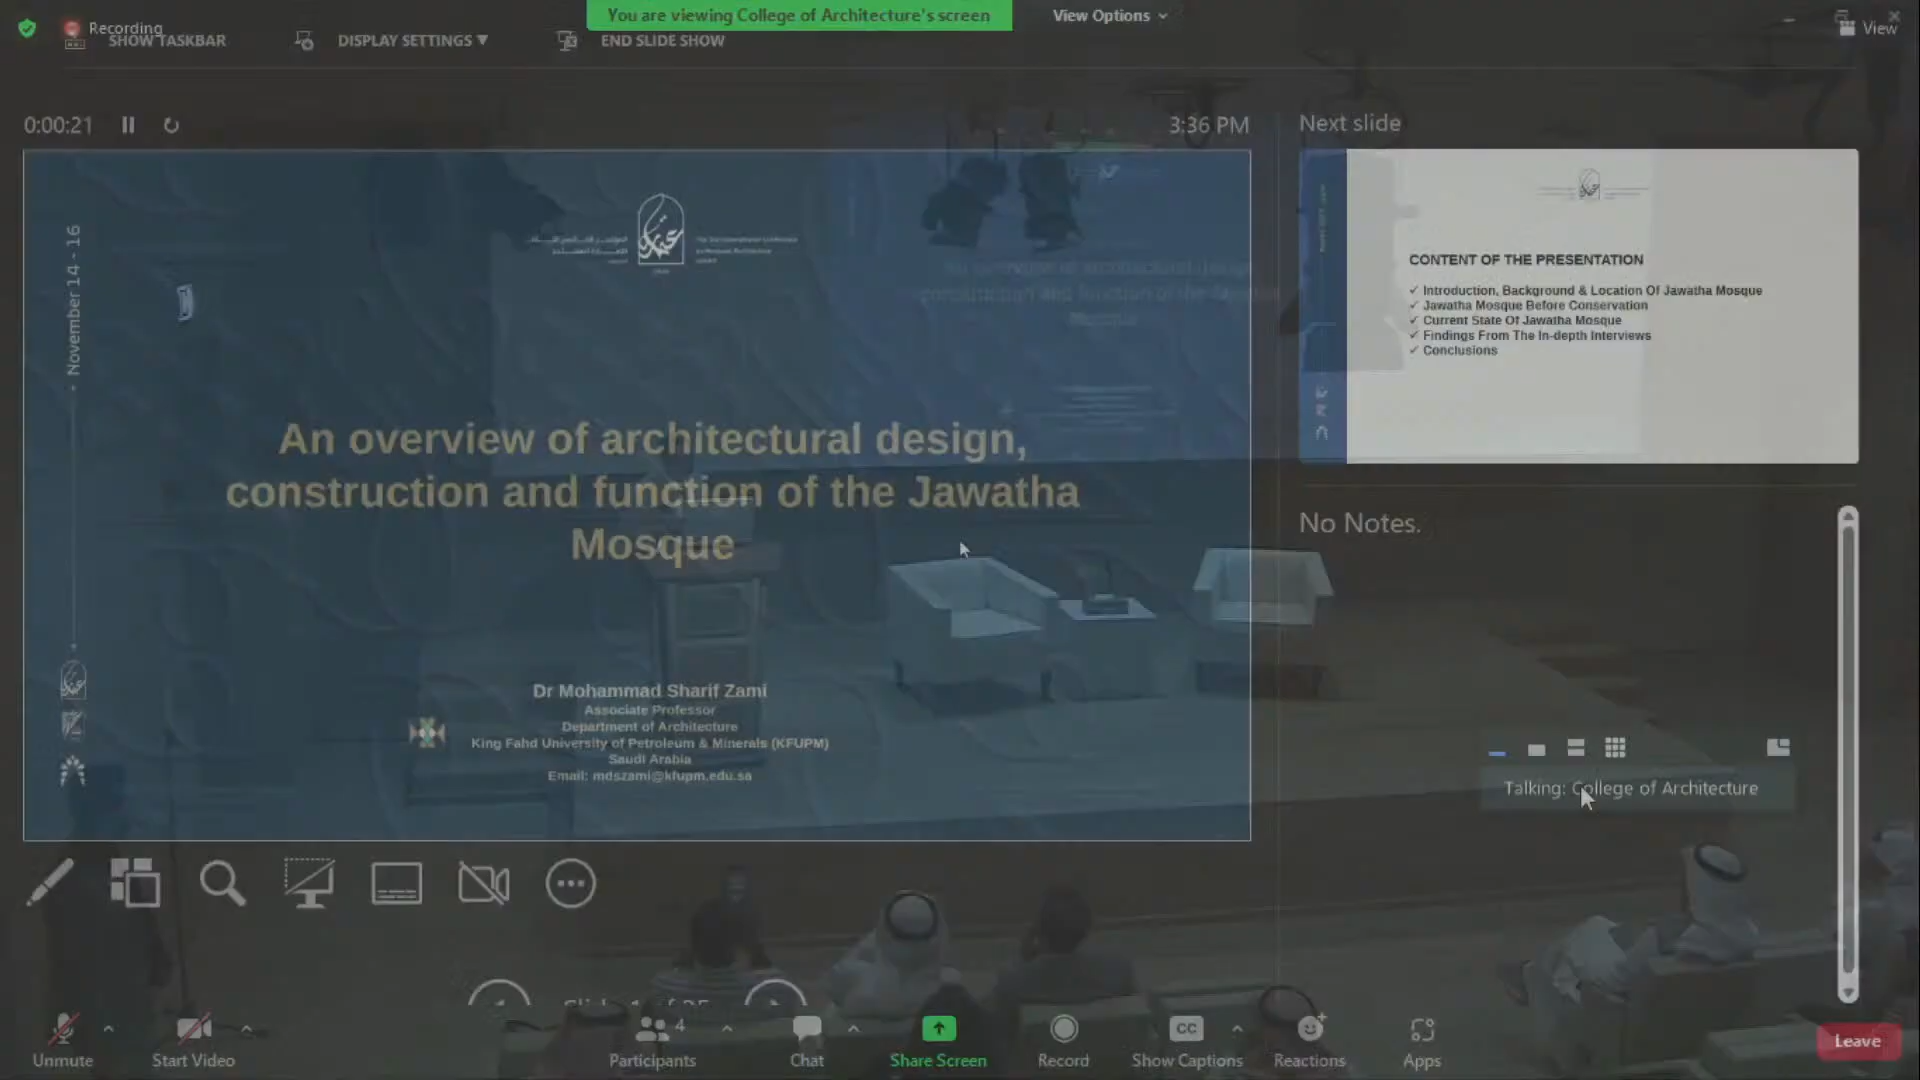 Recording
You are viewing College of Architecture's screen
View Options
View
SHOW TASKBAR
DISPLAY SETTINGS ▼
END SLIDE SHOW
0:00:21
3:36 PM
November 14 - 16
An overview of architectural design,
construction and function of the Jawatha
Mosque
Dr Mohammad Sharif Zami
Associate Professor
Department of Architecture
King Fahd University of Petroleum & Minerals (KFUPM)
Saudi Arabia
Email: mdszami@kfupm.edu.sa
Next slide
CONTENT OF THE PRESENTATION
✓ Introduction, Background & Location Of Jawatha Mosque
✓ Jawatha Mosque Before Conservation
✓ Current State Of Jawatha Mosque
✓ Findings From The In-depth Interviews
✓ Conclusions
No Notes.
Talking: College of Architecture
Unmute
Start Video
4
Participants
Chat
Share Screen
Record
CC
Show Captions
Reactions
Apps
Leave